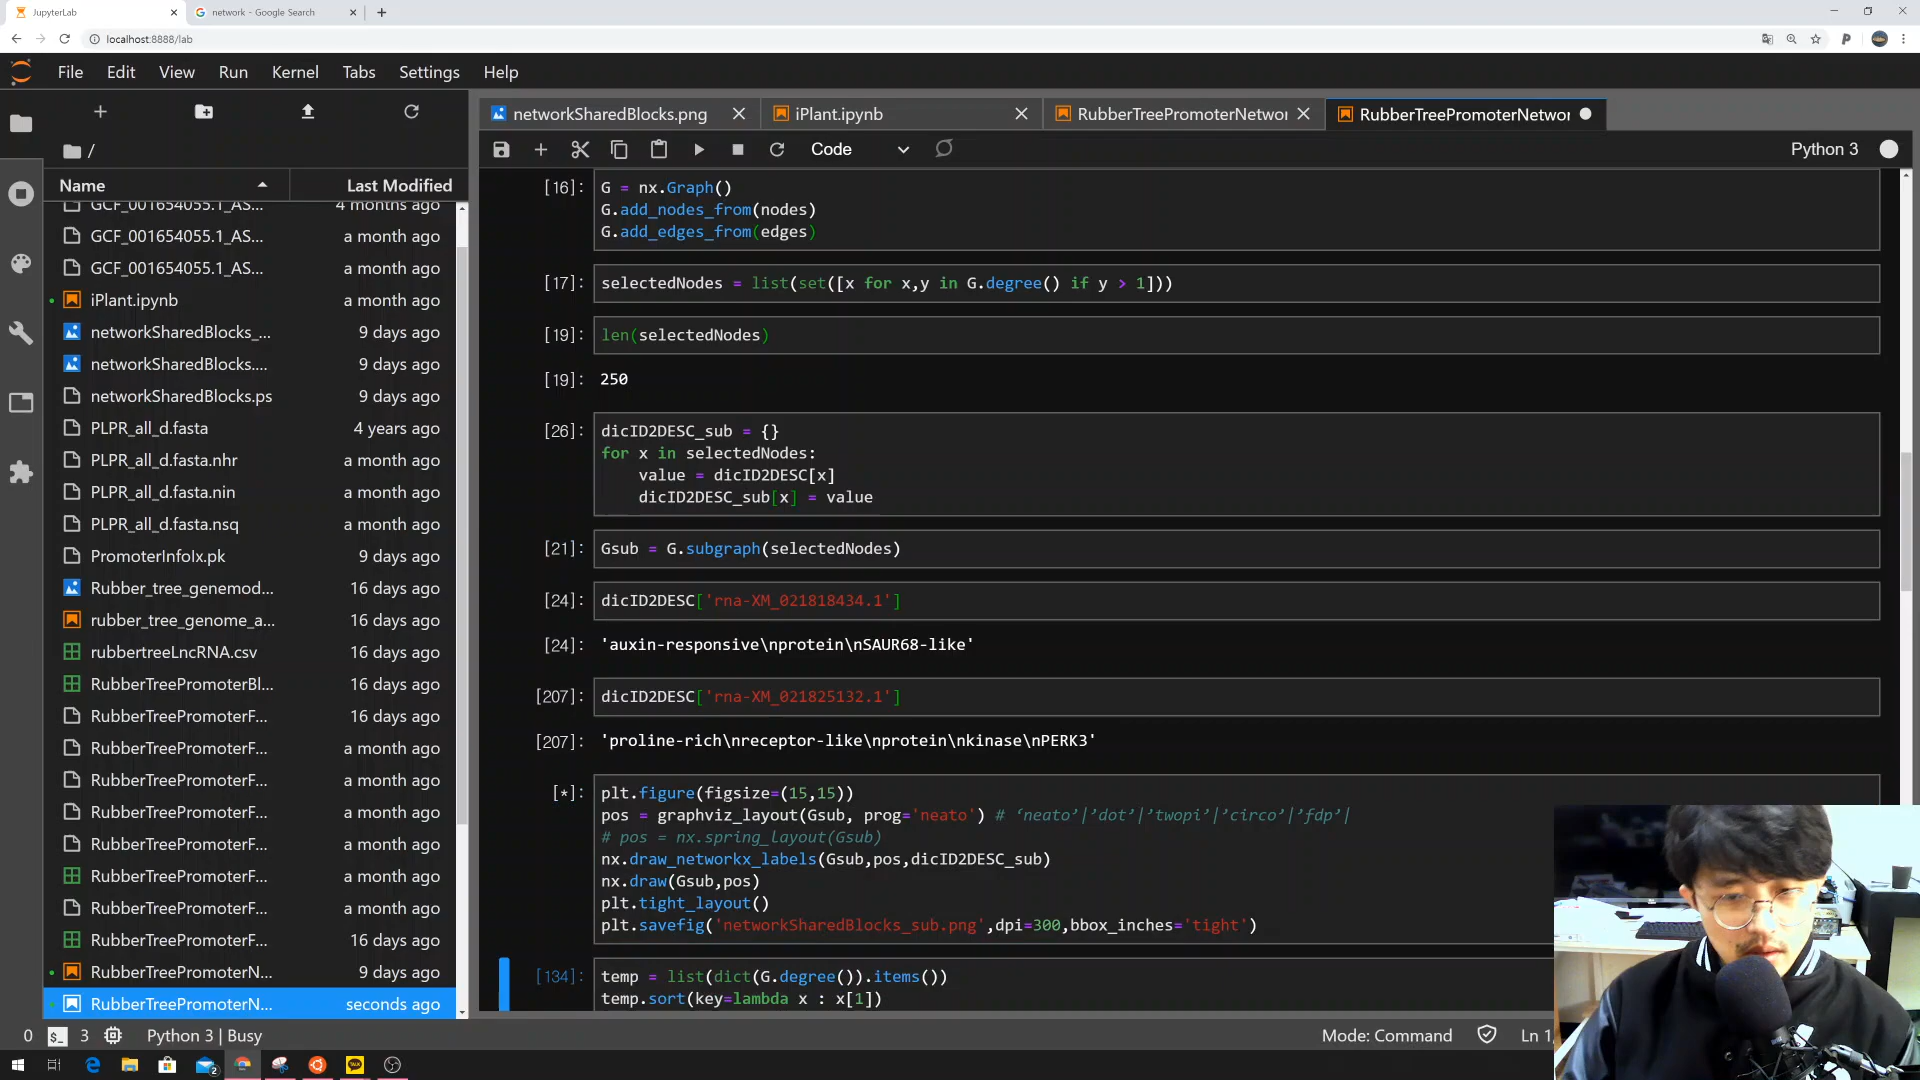 JupyterLab
network - Google Search
localhost:8888/lab
File Edit View Run Kernel Tabs Settings Help
networkSharedBlocks.png
iPlant.ipynb
RubberTreePromoterNetwor
RubberTreePromoterNetwor
Code
Python 3
/
Name Last Modified
GCF_001654055.1_AS... 4 months ago
GCF_001654055.1_AS... a month ago
GCF_001654055.1_AS... a month ago
iPlant.ipynb a month ago
networkSharedBlocks_... 9 days ago
networkSharedBlocks.... 9 days ago
networkSharedBlocks.ps 9 days ago
PLPR_all_d.fasta 4 years ago
PLPR_all_d.fasta.nhr a month ago
PLPR_all_d.fasta.nin a month ago
PLPR_all_d.fasta.nsq a month ago
PromoterInfoIx.pk 9 days ago
Rubber_tree_genemod... 16 days ago
rubber_tree_genome_a... 16 days ago
rubbertreeLncRNA.csv 16 days ago
RubberTreePromoterBl... 16 days ago
RubberTreePromoterF... 16 days ago
RubberTreePromoterF... a month ago
RubberTreePromoterF... a month ago
RubberTreePromoterF... a month ago
RubberTreePromoterF... a month ago
RubberTreePromoterF... a month ago
RubberTreePromoterF... a month ago
RubberTreePromoterF... 16 days ago
RubberTreePromoterN... 9 days ago
RubberTreePromoterN... seconds ago
[16]: G = nx.Graph()
G.add_nodes_from(nodes)
G.add_edges_from(edges)
[17]: selectedNodes = list(set([x for x,y in G.degree() if y > 1]))
[19]: len(selectedNodes)
[19]: 250
[26]: dicID2DESC_sub = {}
for x in selectedNodes:
    value = dicID2DESC[x]
    dicID2DESC_sub[x] = value
[21]: Gsub = G.subgraph(selectedNodes)
[24]: dicID2DESC['rna-XM_021818434.1']
[24]: 'auxin-responsive\nprotein\nSAUR68-like'
[207]: dicID2DESC['rna-XM_021825132.1']
[207]: 'proline-rich\nreceptor-like\nprotein\nkinase\nPERK3'
[*]: plt.figure(figsize=(15,15))
pos = graphviz_layout(Gsub, prog='neato') # ‘neato’|’dot’|’twopi’|’circo’|’fdp’|
# pos = nx.spring_layout(Gsub)
nx.draw_networkx_labels(Gsub,pos,dicID2DESC_sub)
nx.draw(Gsub,pos)
plt.tight_layout()
plt.savefig('networkSharedBlocks_sub.png',dpi=300,bbox_inches='tight')
[134]: temp = list(dict(G.degree()).items())
temp.sort(key=lambda x : x[1])
0 $_ 3 Python 3 | Busy Mode: Command Ln 1,
2